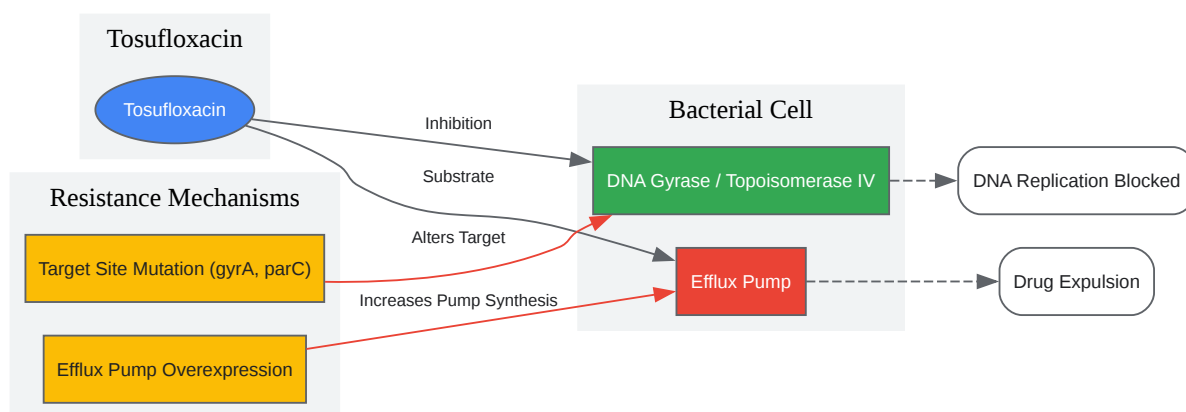 Tosufloxacin
Tosufloxacin
Inhibition
Substrate
Bacterial Cell
DNA Gyrase / Topoisomerase IV
DNA Replication Blocked
Resistance Mechanisms
Target Site Mutation (gyrA, parC)
Alters Target
Efflux Pump
Drug Expulsion
Increases Pump Synthesis
Efflux Pump Overexpression